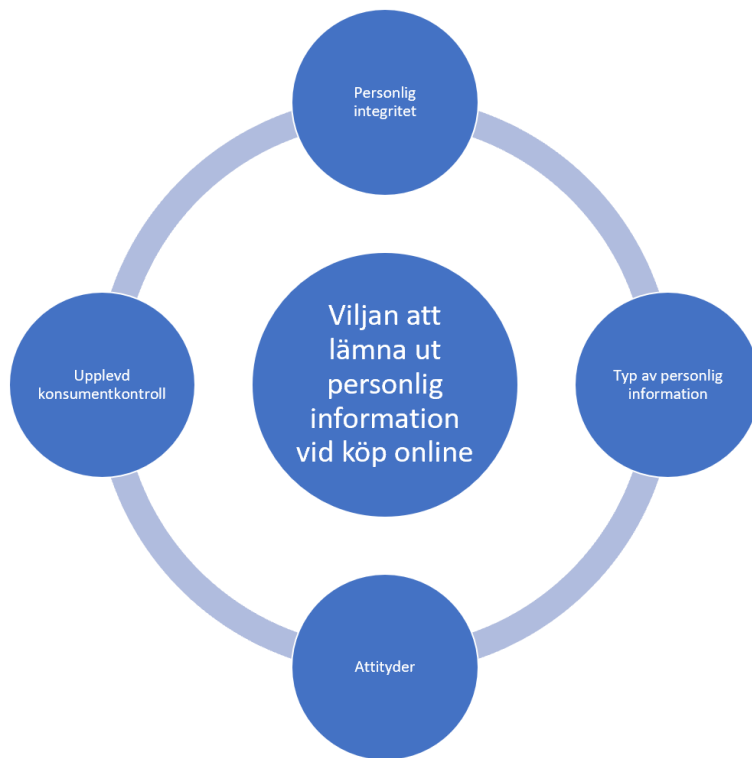 Personlig
integritet
Viljan att
lämna ut
personlig
information
vid köp online
Upplevd
konsumentkontroll
Typ av personlig
information
Attityder